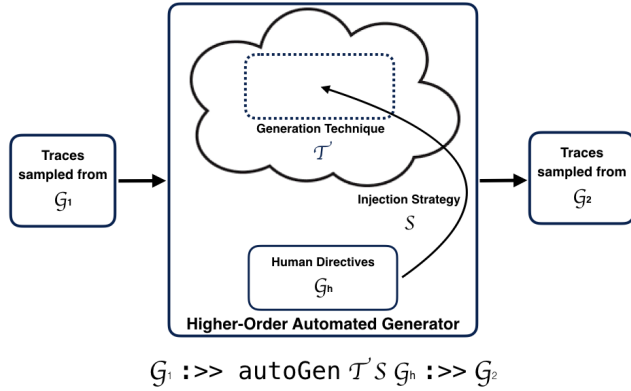 Generation Technique
𝒯
Traces
sampled from
𝒢1
Traces
sampled from
𝒢2
Injection Strategy
𝒮
Human Directives
𝒢h
Higher-Order Automated Generator
𝒢1 :>> autoGen 𝒯 𝒮 𝒢h :>> 𝒢2